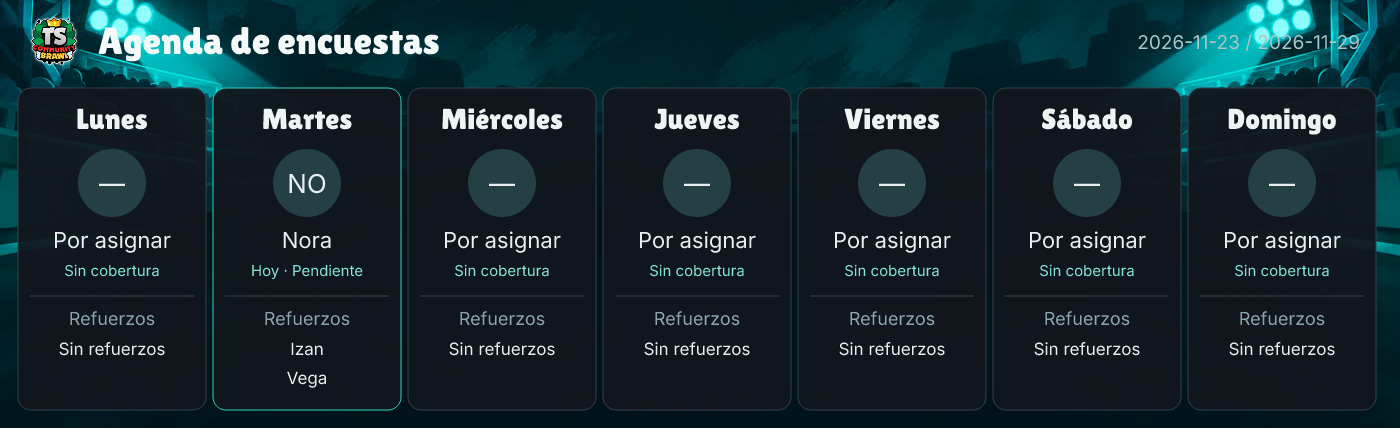 TS
COMMUNITY
BRAWL
Agenda de encuestas
2026-11-23 / 2026-11-29
Lunes
—
Por asignar
Sin cobertura
Refuerzos
Sin refuerzos
Martes
NO
Nora
Hoy · Pendiente
Refuerzos
Izan
Vega
Miércoles
—
Por asignar
Sin cobertura
Refuerzos
Sin refuerzos
Jueves
—
Por asignar
Sin cobertura
Refuerzos
Sin refuerzos
Viernes
—
Por asignar
Sin cobertura
Refuerzos
Sin refuerzos
Sábado
—
Por asignar
Sin cobertura
Refuerzos
Sin refuerzos
Domingo
—
Por asignar
Sin cobertura
Refuerzos
Sin refuerzos